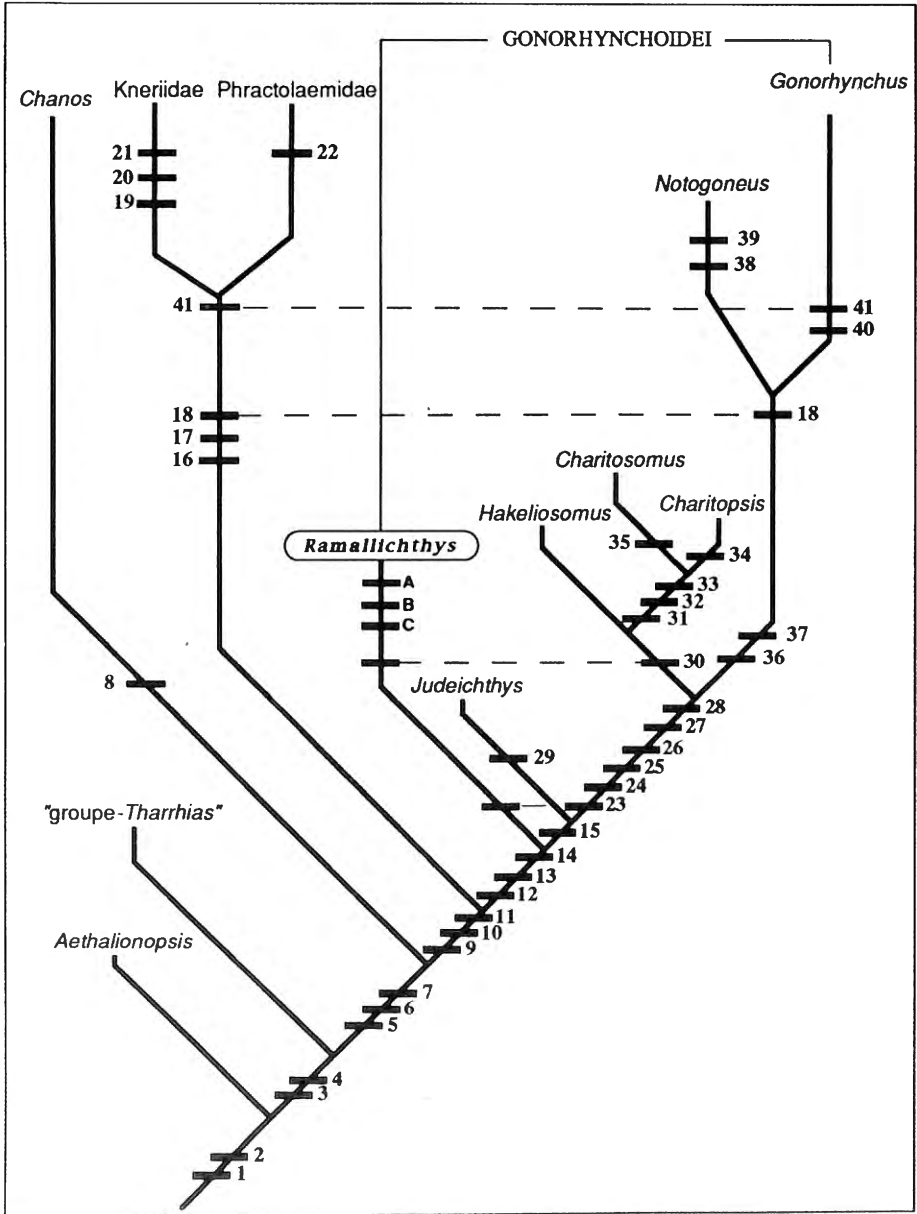 GONORHYNCHOIDEI
Chanos
Kneriidae
Phractolaemidae
Gonorhynchus
21
20
19
22
Notogoneus
39
38
41
41
40
18
17
16
18
Charitosomus
Hakeliosomus
Charitopsis
35
34
33
32
31
Ramallichthys
A
B
C
37
36
30
8
Judeichthys
28
27
26
25
24
23
29
15
14
13
12
11
10
9
"groupe-Tharrhias"
Aethalionopsis
7
6
5
4
3
2
1